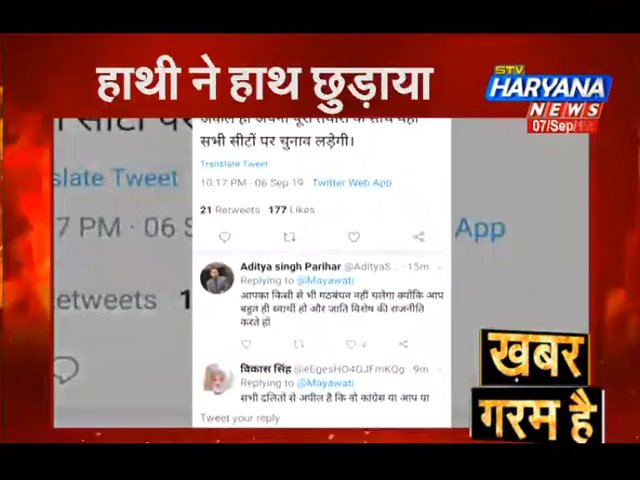 हाथी ने हाथ छुड़ाया
STV
HARYANA
NEWS
07/Sep/
सभी सीटों पर चुनाव लड़ेगी।
Translate Tweet
10:17 PM · 06 Sep 19 · Twitter Web App
21 Retweets 177 Likes
slate Tweet
7 PM · 06 S
App
etweets 1
Aditya singh Parihar @AdityaS.. · 15m
Replying to @Mayawati
आपका किसी से भी गठबंधन नहीं चलेगा क्योंकि आप
बहुत ही स्वार्थी हो और जाति विशेष की राजनीति
करते हो
2
विकास सिंह @eEgesHO4GJFmKQg · 9m
Replying to @Mayawati
सभी दलितों से अपील है कि वो कांग्रेस या आप या
Tweet your reply
ख़बर
गरम है